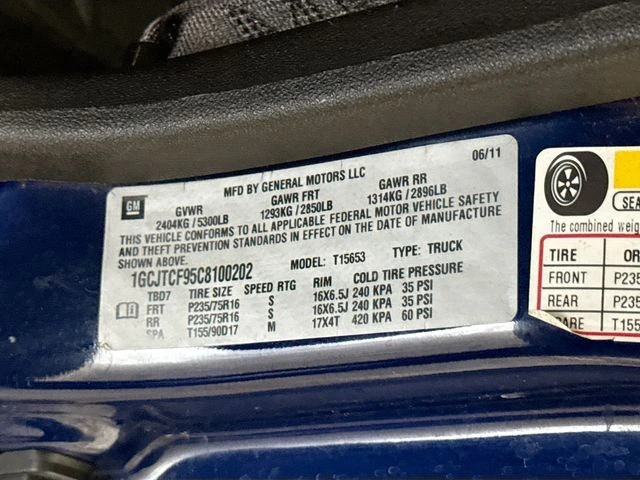 MFD BY GENERAL MOTORS LLC 06/11
GM
GVWR GAWR FRT GAWR RR
2404KG / 5300LB 1293KG / 2850LB 1314KG / 2896LB
THIS VEHICLE CONFORMS TO ALL APPLICABLE FEDERAL MOTOR VEHICLE SAFETY
AND THEFT PREVENTION STANDARDS IN EFFECT ON THE DATE OF MANUFACTURE
SHOWN ABOVE.
1GCJTCF95C8100202 MODEL: T15653 TYPE: TRUCK
TBD7 TIRE SIZE SPEED RTG RIM COLD TIRE PRESSURE
FRT P235/75R16 S 16X6.5J 240 KPA 35 PSI
RR P235/75R16 S 16X6.5J 240 KPA 35 PSI
SPA T155/90D17 M 17X4T 420 KPA 60 PSI
SEA
The combined weight
TIRE OR
FRONT P235
REAR P235
PARE T155